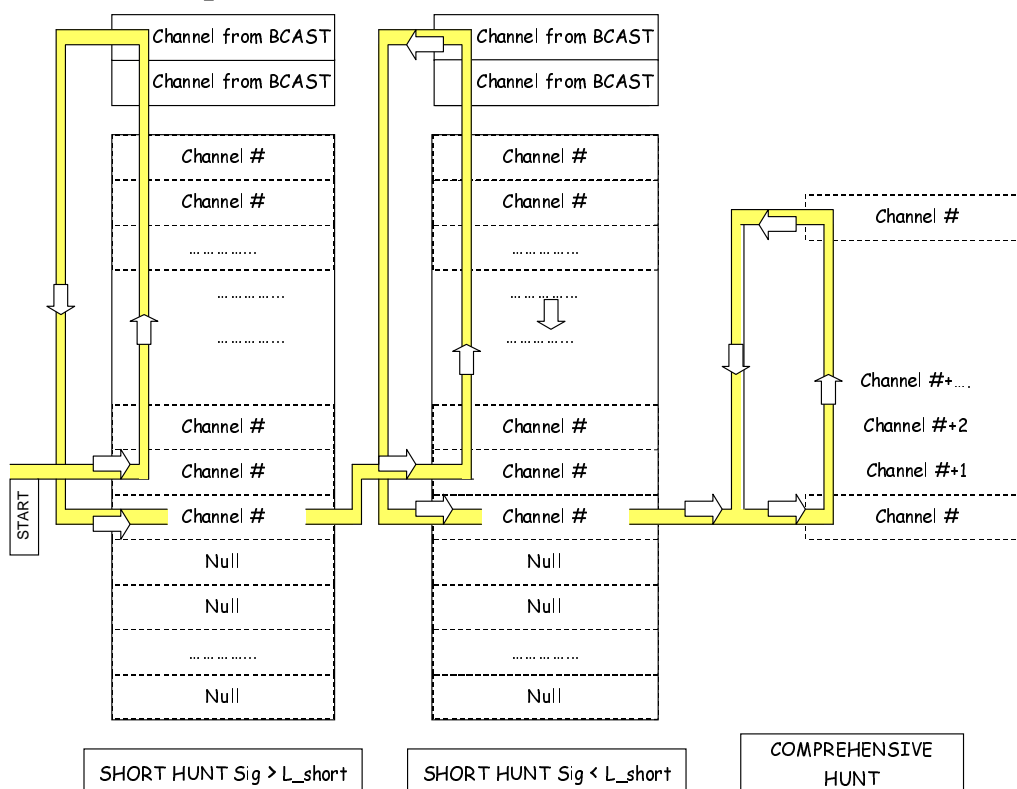 Channel from BCAST
Channel from BCAST
Channel #
Channel #
...............
...............
...............
Channel #
Channel #
Channel #
Null
Null
...............
Null
START
SHORT HUNT Sig > L_short
Channel from BCAST
Channel from BCAST
Channel #
Channel #
...............
...............
...............
Channel #
Channel #
Channel #
Null
Null
...............
Null
SHORT HUNT Sig < L_short
Channel #
Channel #+....
Channel #+2
Channel #+1
Channel #
COMPREHENSIVE
HUNT